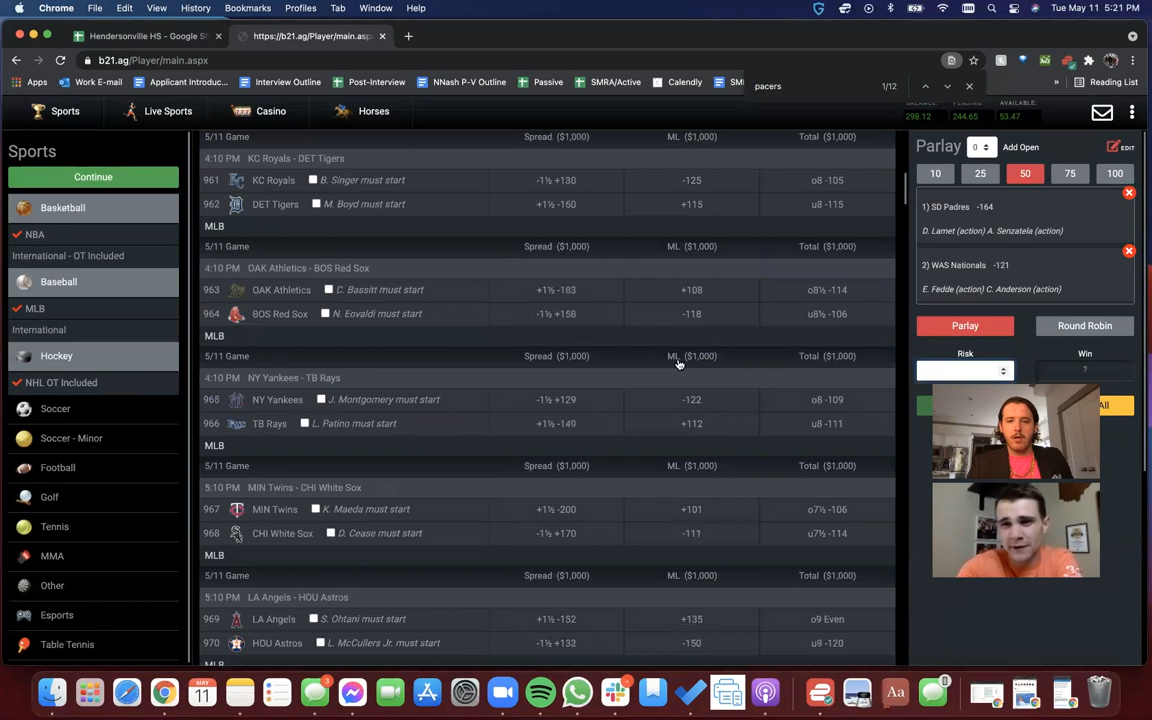 Chrome File Edit View History Bookmarks Profiles Tab Window Help Tue May 11 5:21 PM
Hendersonville HS - Google Sh
https://b21.ag/Player/main.asp
b21.ag/Player/main.aspx
Apps Work E-mail Applicant Introduc... Interview Outline Post-Interview NNash P-V Outline Passive SMRA/Active Calendly SMI » Reading List
pacers 1/12
Sports Live Sports Casino Horses
BALANCE: PENDING: AVAILABLE:
298.12 244.65 53.47
Sports
Continue
Basketball
NBA
International - OT Included
Baseball
MLB
International
Hockey
NHL OT Included
Soccer
Soccer - Minor
Football
Golf
Tennis
MMA
Other
Esports
Table Tennis
5/11 Game Spread ($1,000) ML ($1,000) Total ($1,000)
4:10 PM KC Royals - DET Tigers
961 KC Royals B. Singer must start -1½ +130 -125 o8 -105
962 DET Tigers M. Boyd must start +1½ -150 +115 u8 -115
MLB
5/11 Game Spread ($1,000) ML ($1,000) Total ($1,000)
4:10 PM OAK Athletics - BOS Red Sox
963 OAK Athletics C. Bassitt must start +1½ -183 +108 o8½ -114
964 BOS Red Sox N. Eovaldi must start -1½ +158 -118 u8½ -106
MLB
5/11 Game Spread ($1,000) ML ($1,000) Total ($1,000)
4:10 PM NY Yankees - TB Rays
965 NY Yankees J. Montgomery must start -1½ +129 -122 o8 -109
966 TB Rays L. Patino must start +1½ -149 +112 u8 -111
MLB
5/11 Game Spread ($1,000) ML ($1,000) Total ($1,000)
5:10 PM MIN Twins - CHI White Sox
967 MIN Twins K. Maeda must start +1½ -200 +101 o7½ -106
968 CHI White Sox D. Cease must start -1½ +170 -111 u7½ -114
MLB
5/11 Game Spread ($1,000) ML ($1,000) Total ($1,000)
5:10 PM LA Angels - HOU Astros
969 LA Angels S. Ohtani must start +1½ -152 +135 o9 Even
970 HOU Astros L. McCullers Jr. must start -1½ +132 -150 u9 -120
Parlay 0 Add Open EDIT
10 25 50 75 100
1) SD Padres -164
D. Lamet (action) A. Senzatela (action)
2) WAS Nationals -121
E. Fedde (action) C. Anderson (action)
Parlay Round Robin
Risk Win
?
All
MAY
11
3
Aa